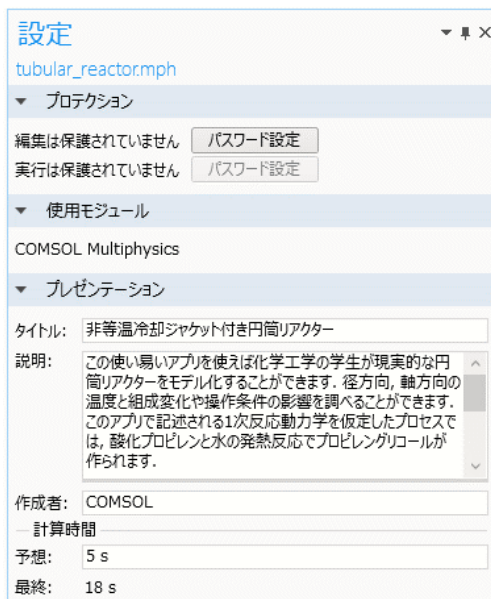 設定
tubular_reactor.mph
プロテクション
編集は保護されていません パスワード設定
実行は保護されていません パスワード設定
使用モジュール
COMSOL Multiphysics
プレゼンテーション
タイトル: 非等温冷却ジャケット付き円筒リアクター
説明: この使い易いアプリを使えば化学工学の学生が現実的な円
筒リアクターをモデル化することができます. 径方向, 軸方向の
温度と組成変化や操作条件の影響を調べることができます.
このアプリで記述される1次反応動力学を仮定したプロセスで
は, 酸化プロピレンと水の発熱反応でプロピレングリコールが
作られます.
作成者: COMSOL
計算時間
予想: 5 s
最終: 18 s